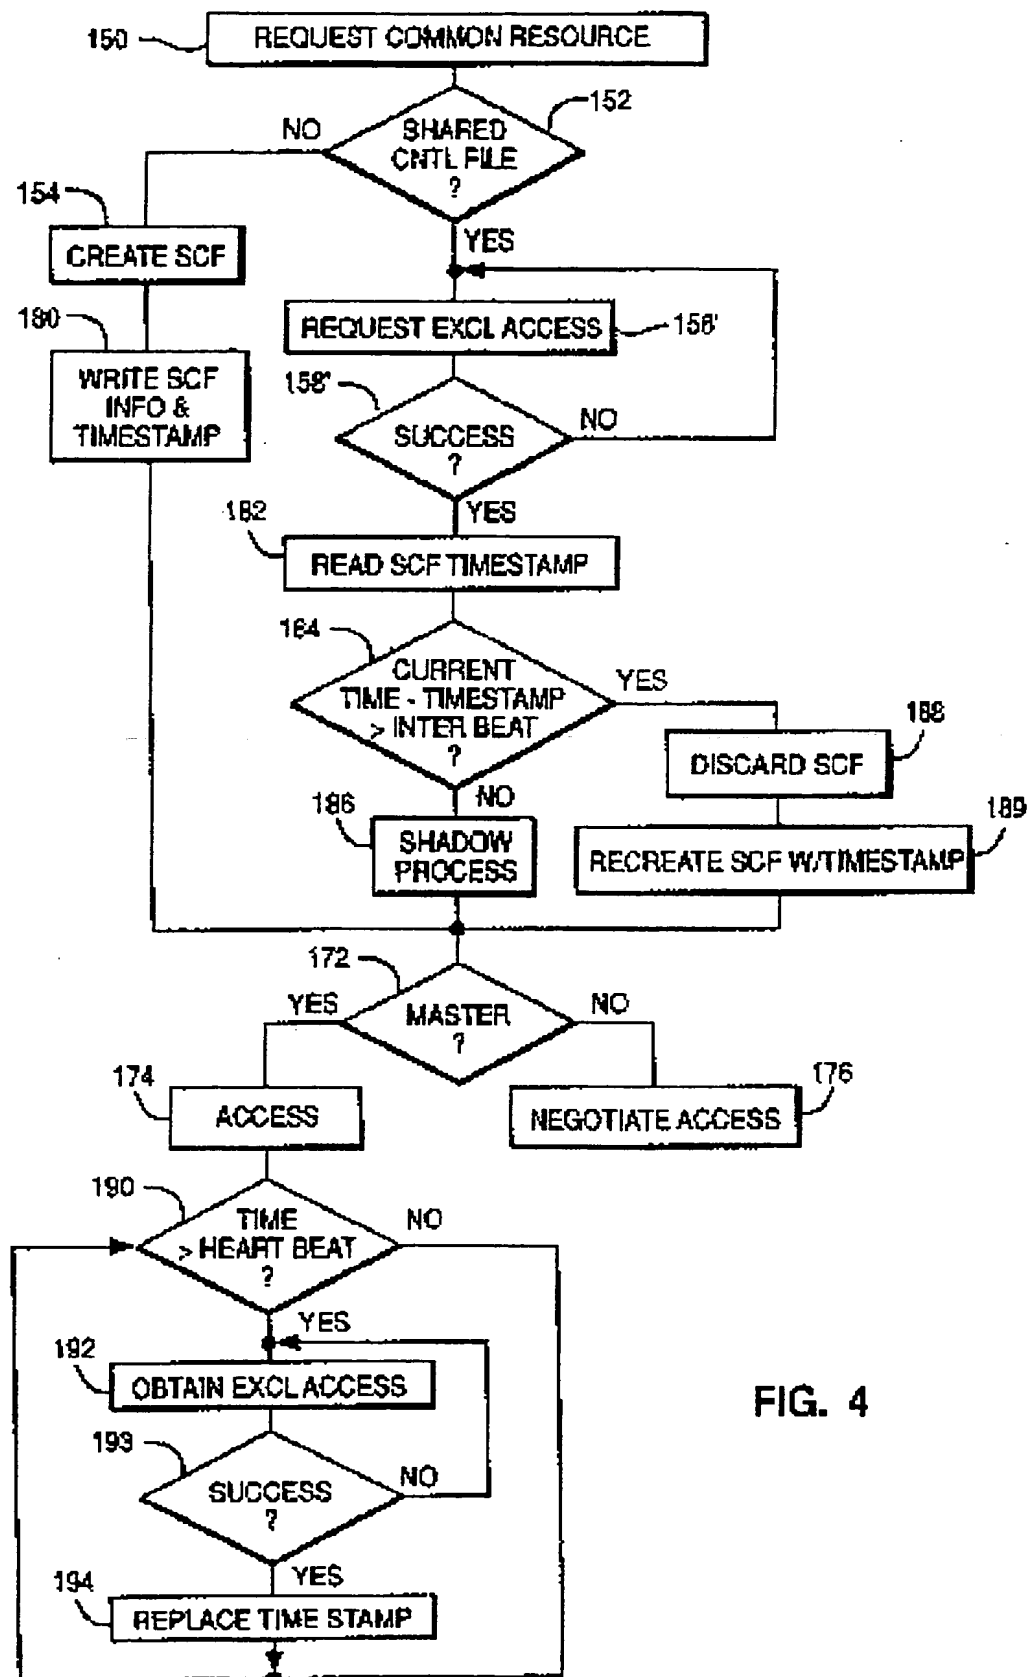 150
REQUEST COMMON RESOURCE
152
NO
SHARED
CNTL FILE
?
154
YES
CREATE SCF
180
REQUEST EXCL ACCESS
156'
WRITE SCF
INFO &
TIMESTAMP
158'
NO
SUCCESS
?
YES
182
READ SCF TIMESTAMP
184
CURRENT
TIME - TIMESTAMP
> INTER BEAT
?
YES
188
DISCARD SCF
NO
186
189
SHADOW
PROCESS
RECREATE SCF W/TIMESTAMP
172
YES
MASTER
?
NO
174
176
ACCESS
NEGOTIATE ACCESS
190
TIME
> HEART BEAT
?
NO
YES
192
OBTAIN EXCL ACCESS
FIG. 4
193
SUCCESS
?
NO
YES
194
REPLACE TIME STAMP